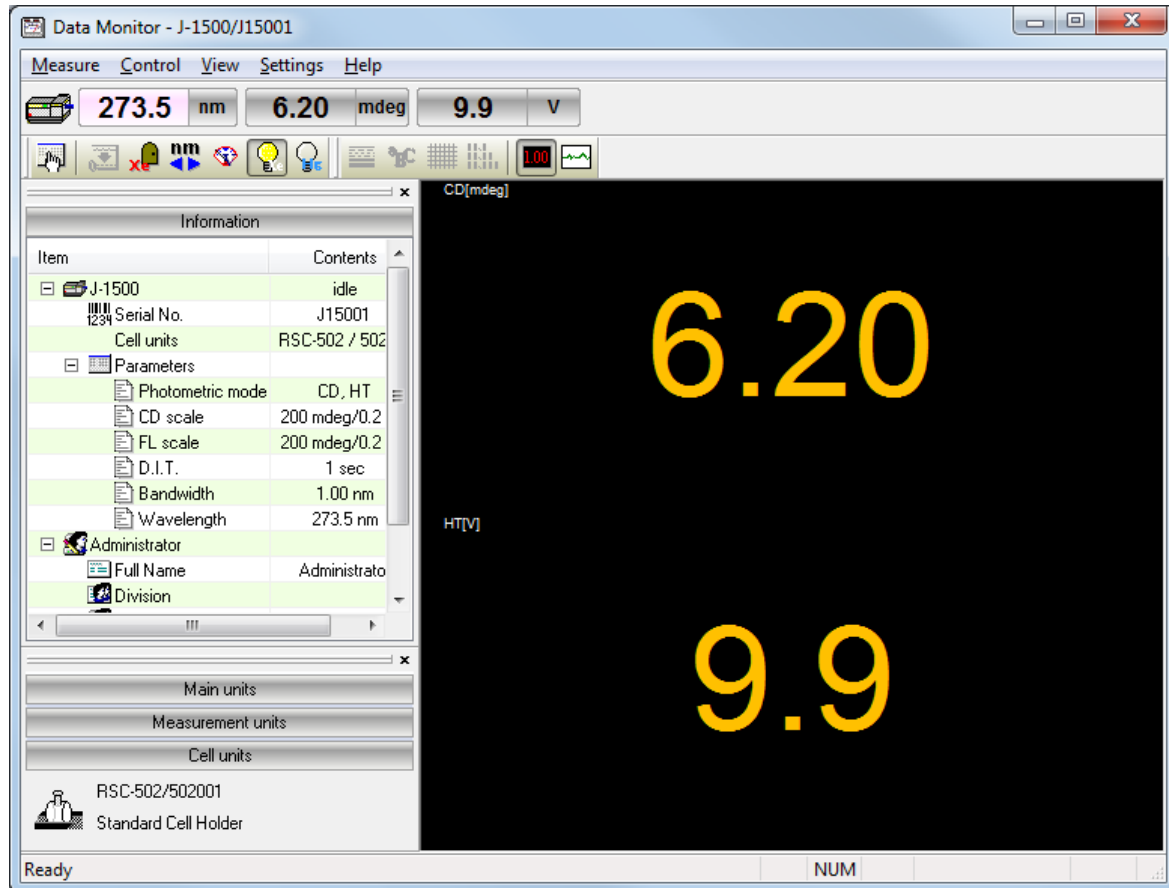 Data Monitor - J-1500/J15001
Measure Control View Settings Help
273.5 nm 6.20 mdeg 9.9 V
xe nm °BC 1.00
Information
Item Contents
J-1500 idle
1234 Serial No. J15001
Cell units RSC-502 / 502
Parameters
Photometric mode CD, HT
CD scale 200 mdeg/0.2
FL scale 200 mdeg/0.2
D.I.T. 1 sec
Bandwidth 1.00 nm
Wavelength 273.5 nm
Administrator
Full Name Administrato
Division
Main units
Measurement units
Cell units
RSC-502/502001
Standard Cell Holder
CD[mdeg]
6.20
HT[V]
9.9
Ready NUM